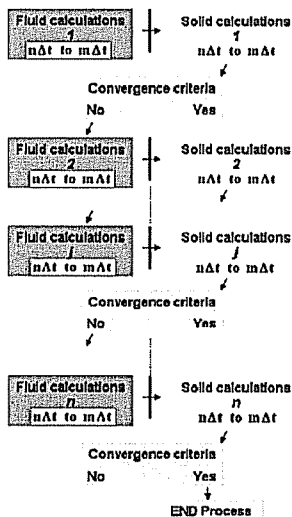 Fluid calculations
1
nΔt to mΔt
Solid calculations
1
nΔt to mΔt
Convergence criteria
No Yes
Fluid calculations
2
nΔt to mΔt
Solid calculations
2
nΔt to mΔt
Fluid calculations
j
nΔt to mΔt
Solid calculations
j
nΔt to mΔt
Convergence criteria
No Yes
Fluid calculations
n
nΔt to mΔt
Solid calculations
n
nΔt to mΔt
Convergence criteria
No Yes
END Process